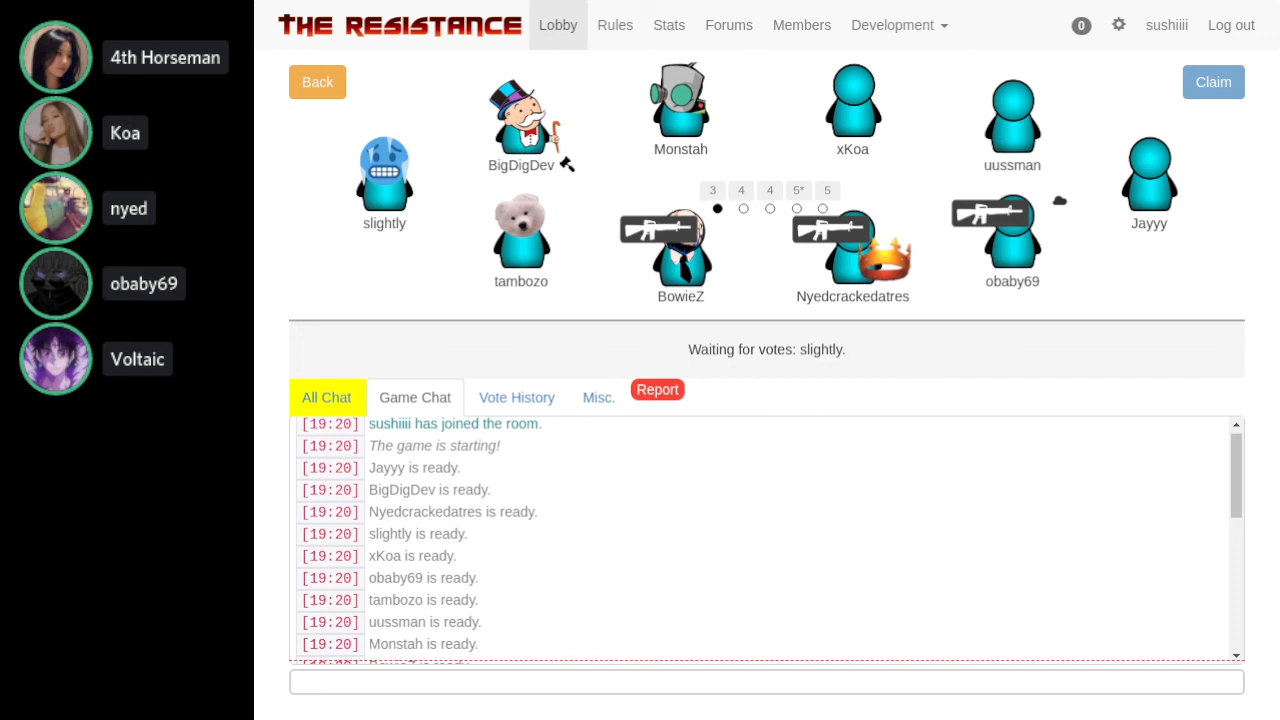 4th Horseman
Koa
nyed
obaby69
Voltaic
THE RESISTANCE Lobby Rules Stats Forums Members Development 0 sushiiii Log out
Back
Claim
BigDigDev
Monstah
xKoa
uussman
slightly
Jayyy
3 4 4 5* 5
tambozo
BowieZ
Nyedcrackedatres
obaby69
Waiting for votes: slightly.
All Chat Game Chat Vote History Misc. Report
[19:20] sushiiii has joined the room.
[19:20] The game is starting!
[19:20] Jayyy is ready.
[19:20] BigDigDev is ready.
[19:20] Nyedcrackedatres is ready.
[19:20] slightly is ready.
[19:20] xKoa is ready.
[19:20] obaby69 is ready.
[19:20] tambozo is ready.
[19:20] uussman is ready.
[19:20] Monstah is ready.
[19:20] BowieZ is ready.